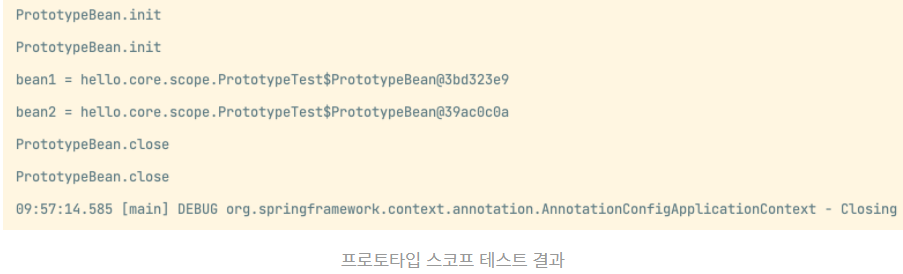 PrototypeBean.init
PrototypeBean.init
bean1 = hello.core.scope.PrototypeTest$PrototypeBean@3bd323e9
bean2 = hello.core.scope.PrototypeTest$PrototypeBean@39ac0c0a
PrototypeBean.close
PrototypeBean.close
09:57:14.585 [main] DEBUG org.springframework.context.annotation.AnnotationConfigApplicationContext - Closing
프로토타입 스코프 테스트 결과